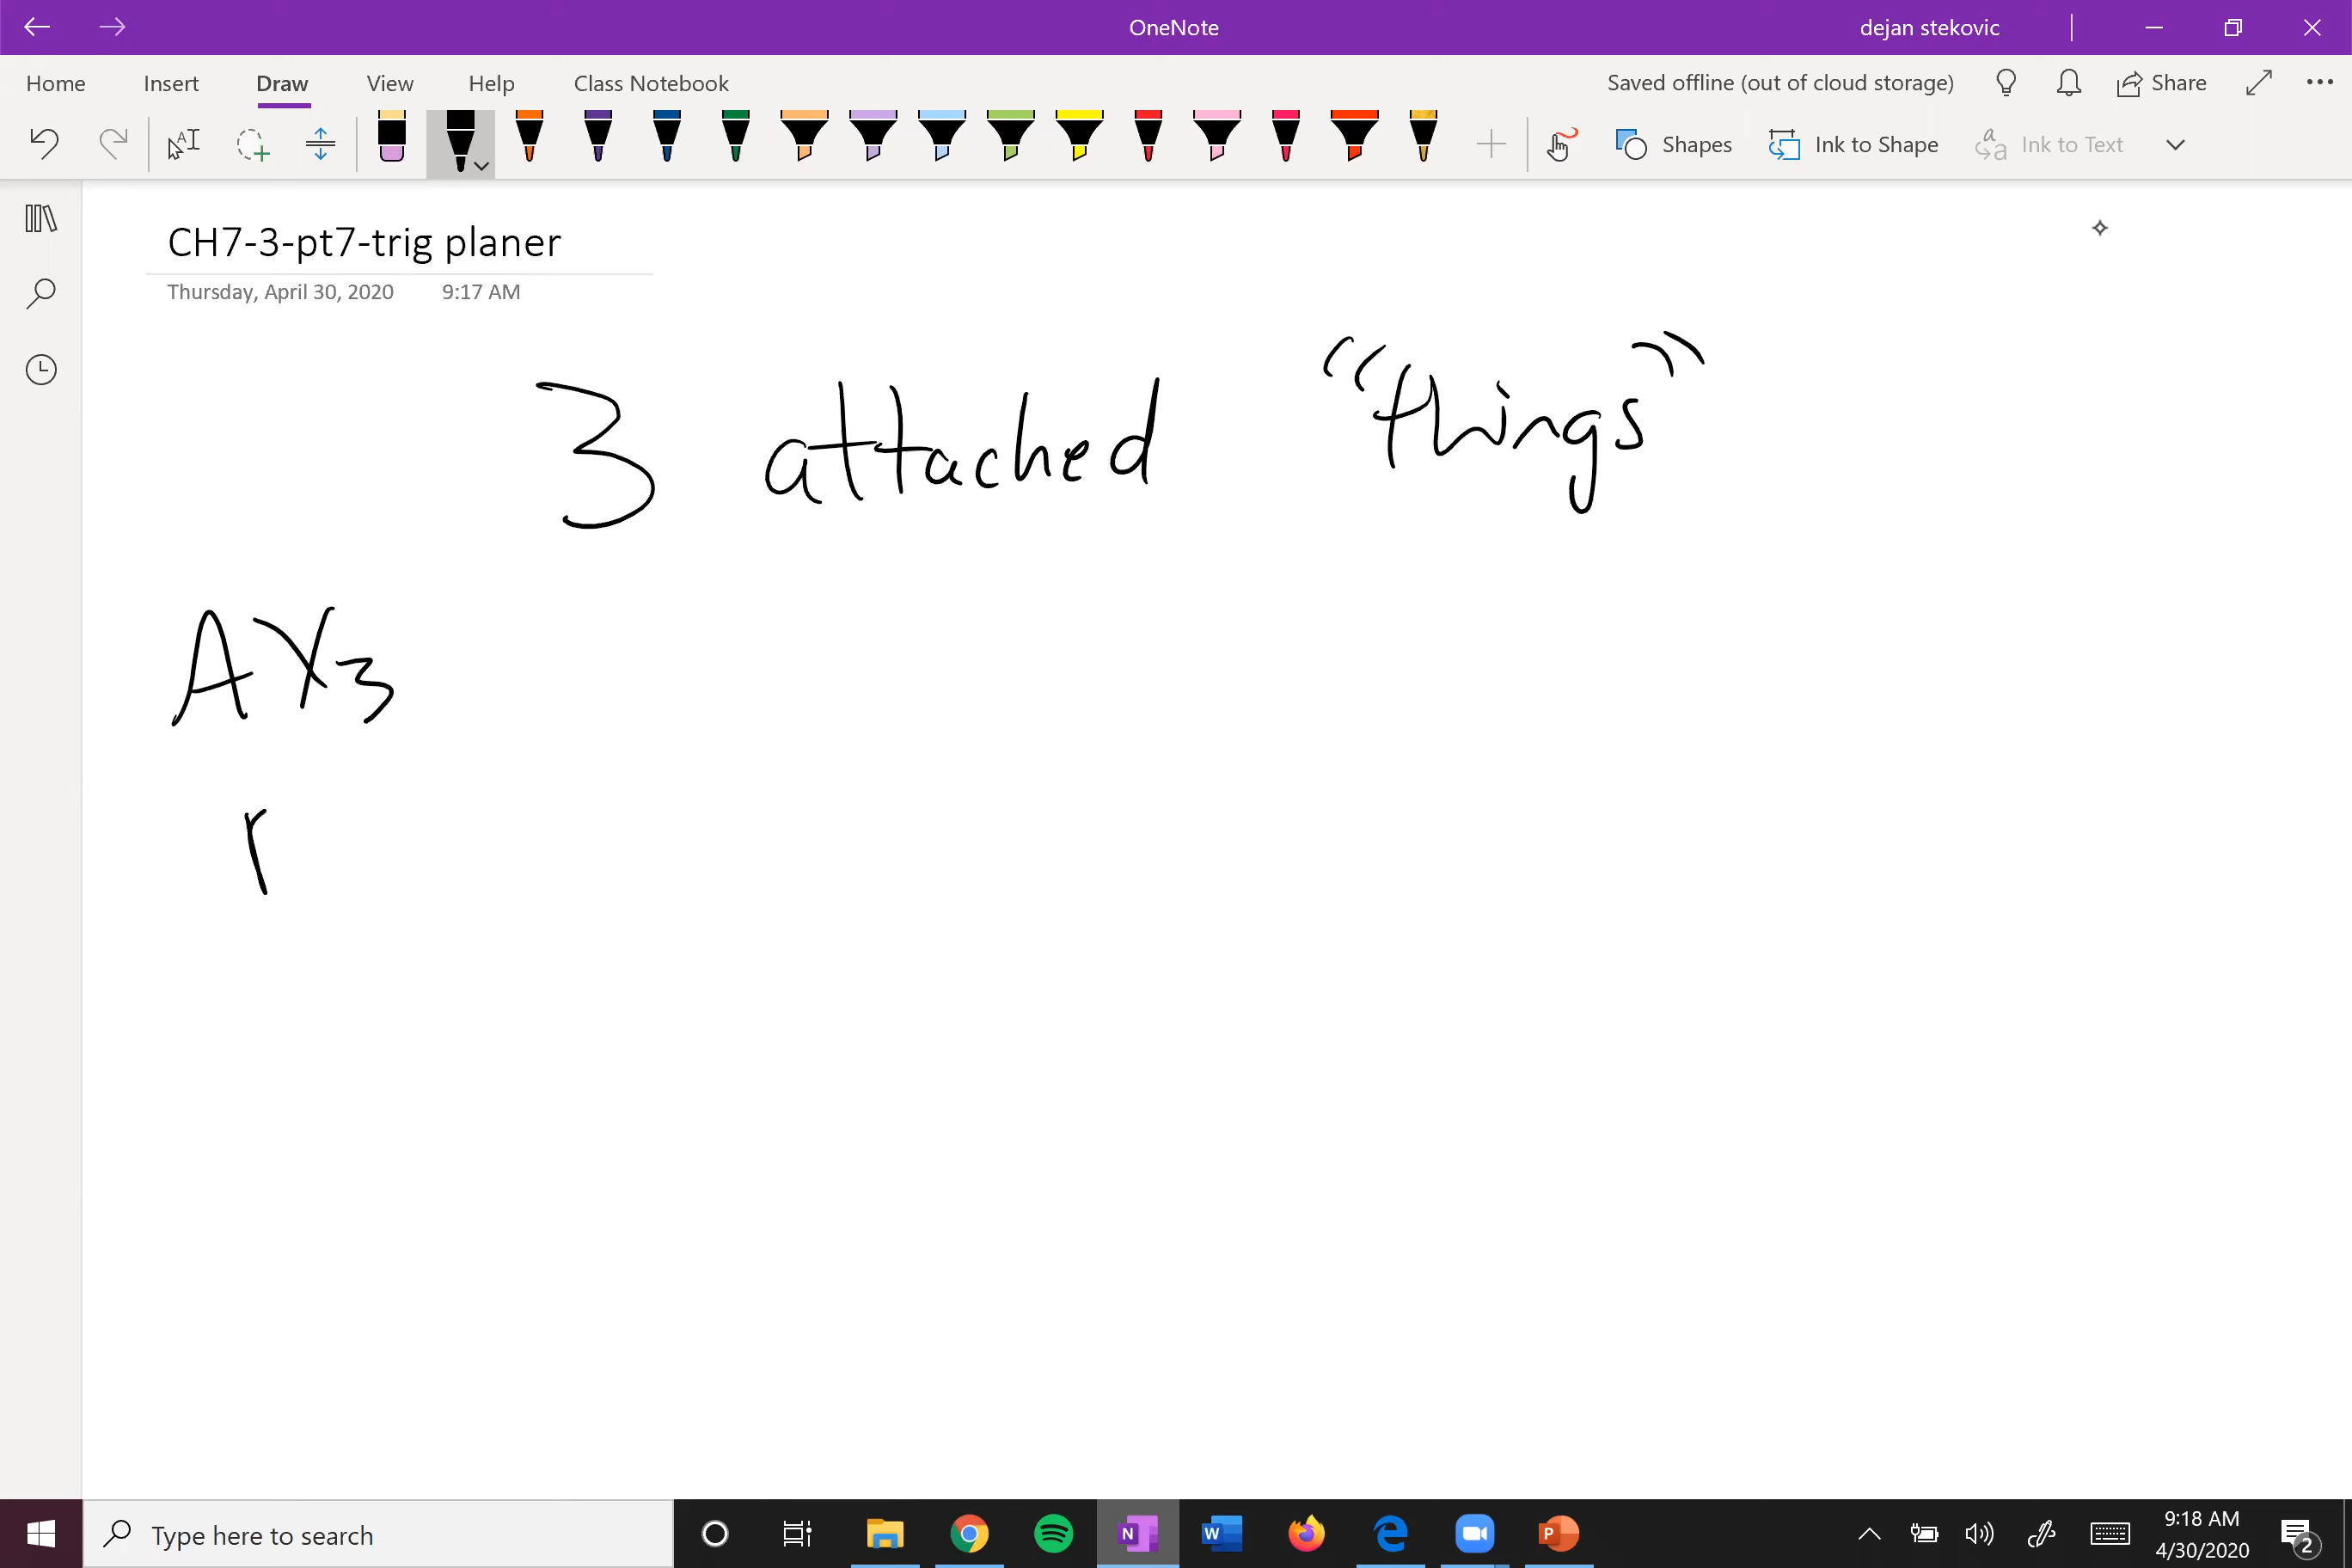 OneNote
dejan stekovic
Home Insert Draw View Help Class Notebook
Saved offline (out of cloud storage) Share
Shapes Ink to Shape Ink to Text
CH7-3-pt7-trig planer
Thursday, April 30, 2020 9:17 AM
3 attached "things"
AX3
Type here to search
9:18 AM
4/30/2020
2